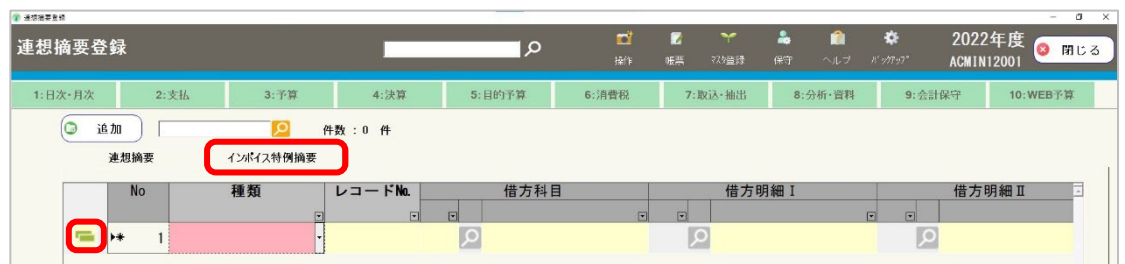 連想摘要登録
連想摘要登録
操作 帳票 ﾏｽﾀ登録 保守 ヘルプ ﾊﾞｯｸｱｯﾌﾟ
2022年度
ACMIN12001
閉じる
1:日次・月次 2:支払 3:予算 4:決算 5:目的予算 6:消費税 7:取込・抽出 8:分析・資料 9:会計保守 10:WEB予算
追加 件数 : 0 件
連想摘要 インボイス特例摘要
No 種類 レコードNo. 借方科目 借方明細Ⅰ 借方明細Ⅱ
1